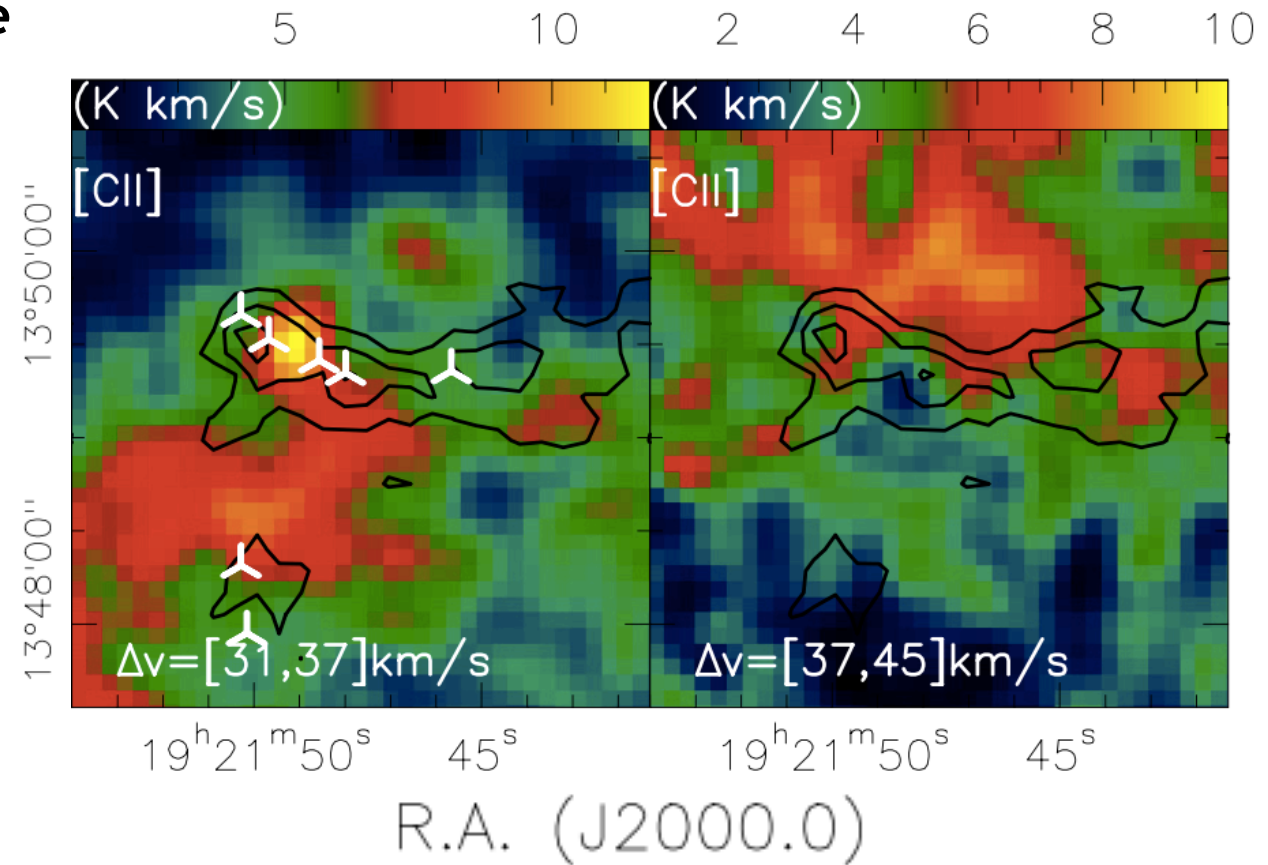 e
5 10 2 4 6 8 10
(K km/s) (K km/s)
[CII] [CII]
13°50'00''
13°48'00''
Δv=[31,37]km/s Δv=[37,45]km/s
19ʰ21ᵐ50ˢ 45ˢ 19ʰ21ᵐ50ˢ 45ˢ
R.A. (J2000.0)